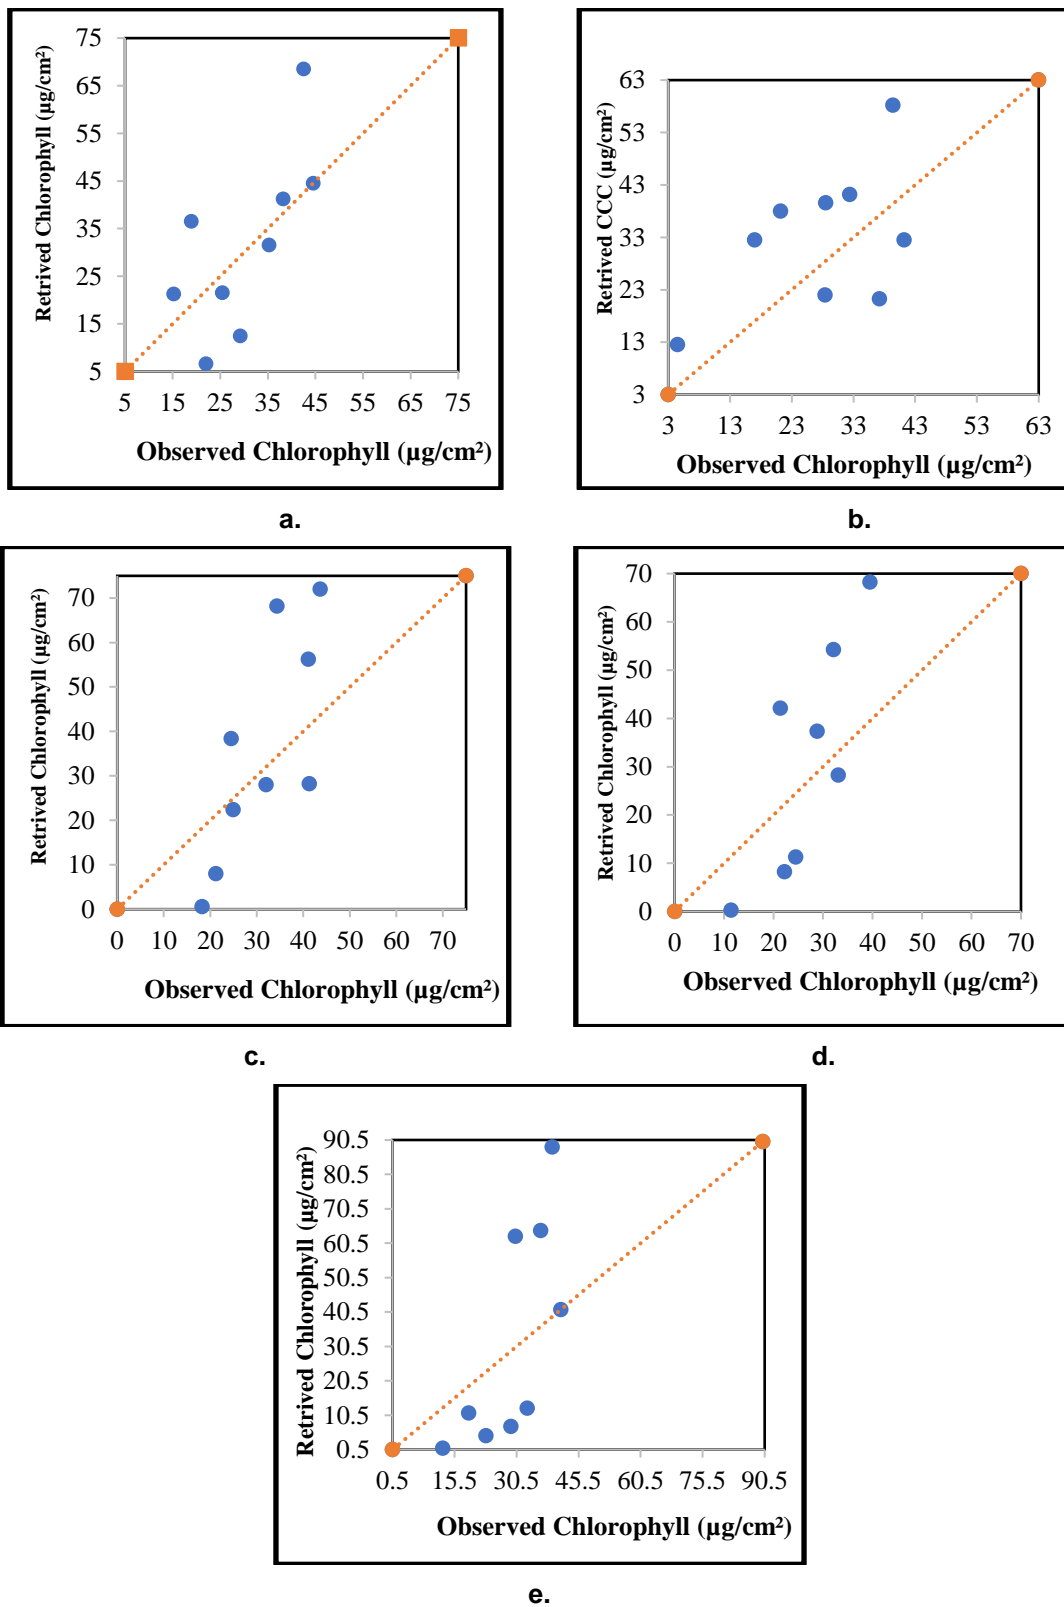 75
65
55
45
35
25
15
5
5 15 25 35 45 55 65 75
Retrived Chlorophyll (µg/cm²)
Observed Chlorophyll (µg/cm²)
a.
63
53
43
33
23
13
3
3 13 23 33 43 53 63
Retrived CCC (µg/cm²)
Observed Chlorophyll (µg/cm²)
b.
70
60
50
40
30
20
10
0
0 10 20 30 40 50 60 70
Retrived Chlorophyll (µg/cm²)
Observed Chlorophyll (µg/cm²)
c.
70
60
50
40
30
20
10
0
0 10 20 30 40 50 60 70
Retrived Chlorophyll (µg/cm²)
Observed Chlorophyll (µg/cm²)
d.
90.5
80.5
70.5
60.5
50.5
40.5
30.5
20.5
10.5
0.5
0.5 15.5 30.5 45.5 60.5 75.5 90.5
Retrived Chlorophyll (µg/cm²)
Observed Chlorophyll (µg/cm²)
e.